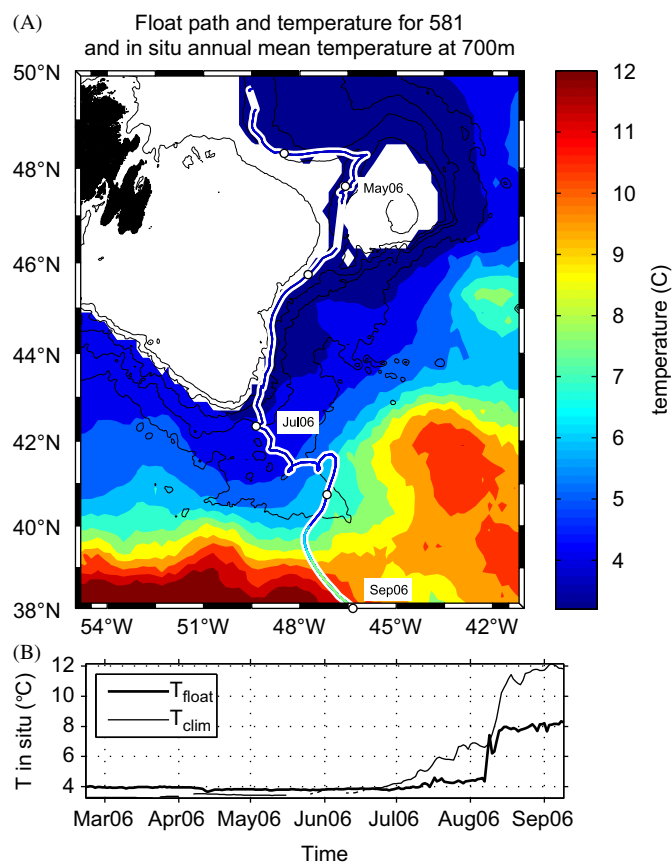 (A)
Float path and temperature for 581
and in situ annual mean temperature at 700m
50°N
48°N
46°N
44°N
42°N
40°N
38°N
54°W 51°W 48°W 45°W 42°W
May06
Jul06
Sep06
12
11
10
9
8
7
6
5
4
temperature (C)
(B)
T in situ (°C)
12
10
8
6
4
T_float
T_clim
Mar06 Apr06 May06 Jun06 Jul06 Aug06 Sep06
Time